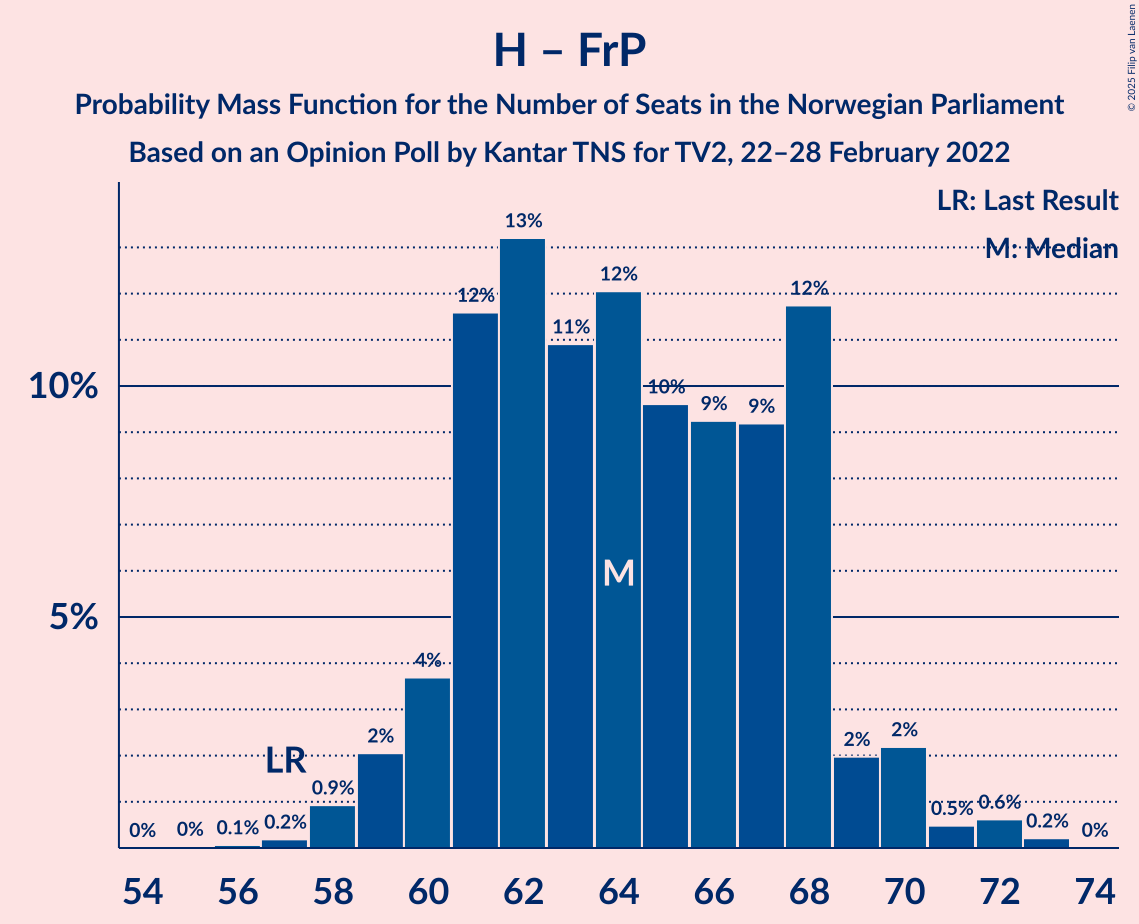 © 2025 Filip van Laenen
H – FrP
Probability Mass Function for the Number of Seats in the Norwegian Parliament
Based on an Opinion Poll by Kantar TNS for TV2, 22–28 February 2022
LR: Last Result
M: Median
10%
5%
0%
0%
0.1%
0.2%
0.9%
2%
4%
12%
13%
11%
12%
10%
9%
9%
12%
2%
2%
0.5%
0.6%
0.2%
0%
LR
M
54 56 58 60 62 64 66 68 70 72 74